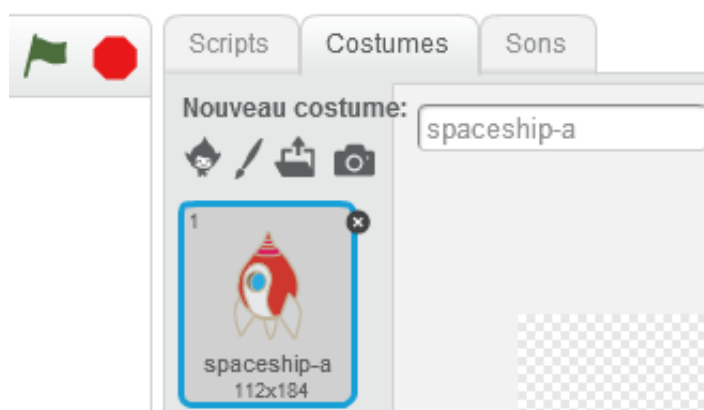 Scripts Costumes Sons
Nouveau costume:
spaceship-a
1
spaceship-a
112x184